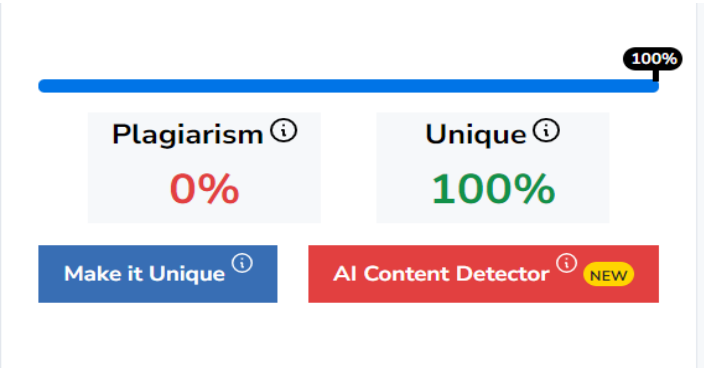 100%
Plagiarism
Unique
0%
100%
Make it Unique
AI Content Detector NEW